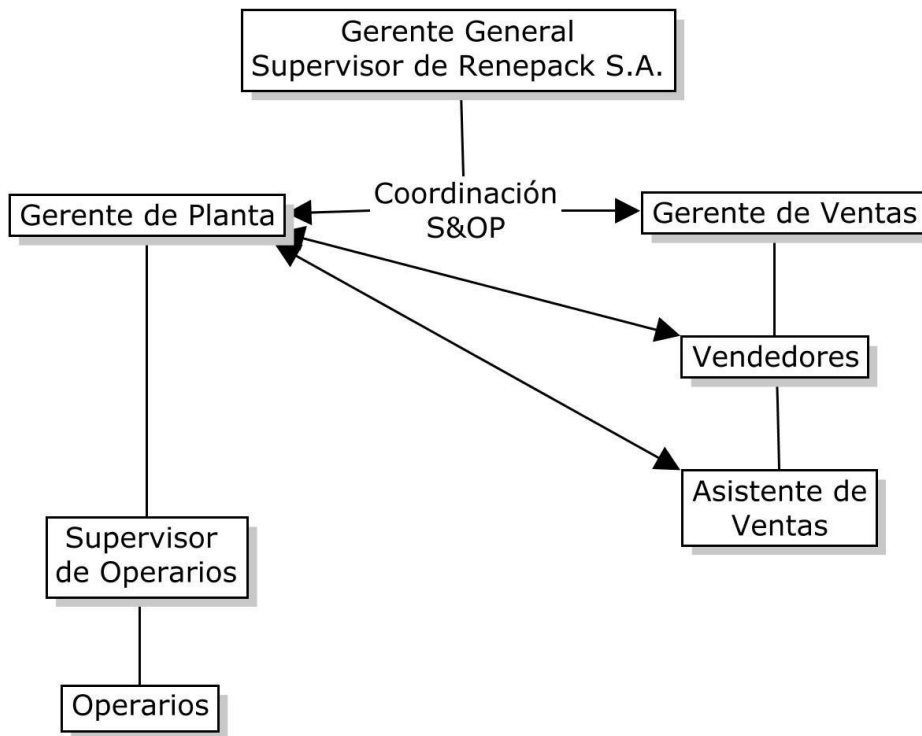 Gerente General
Supervisor de Renepack S.A.
Coordinación
S&OP
Gerente de Planta
Gerente de Ventas
Vendedores
Asistente de
Ventas
Supervisor
de Operarios
Operarios